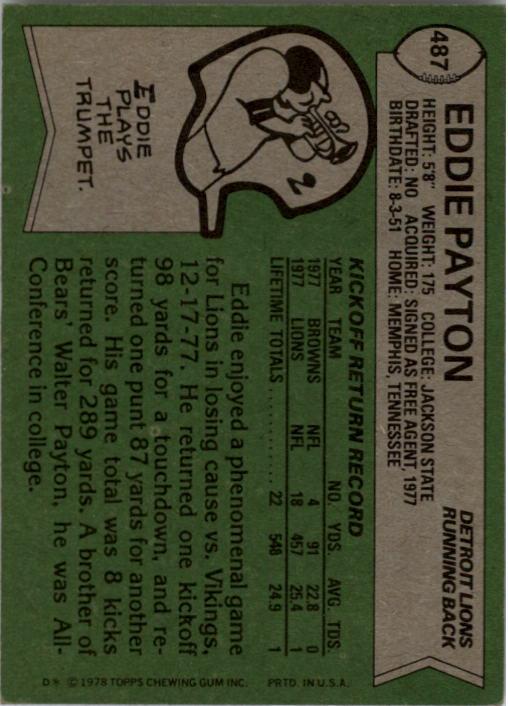 487
EDDIE PAYTON
DETROIT LIONS
RUNNING BACK
HEIGHT: 5'8" WEIGHT: 175 COLLEGE: JACKSON STATE
DRAFTED: NO ACQUIRED: SIGNED AS FREE AGENT, 1977
BIRTHDATE: 8-3-51 HOME: MEMPHIS, TENNESSEE
KICKOFF RETURN RECORD
YEAR TEAM NO. YDS. AVG. TDS.
1977 BROWNS NFL 4 91 22.8 0
1977 LIONS NFL 18 457 25.4 1
LIFETIME TOTALS............ 22 548 24.9 1
Eddie enjoyed a phenomenal game
for Lions in losing cause vs. Vikings,
12-17-77. He returned one kickoff
98 yards for a touchdown, and re-
turned one punt 87 yards for another
score. His game total was 8 kicks
returned for 289 yards. A brother of
Bears' Walter Payton, he was All-
Conference in college.
2
EDDIE
PLAYS
THE
TRUMPET.
D* © 1978 TOPPS CHEWING GUM INC. PRTD. IN U.S.A.